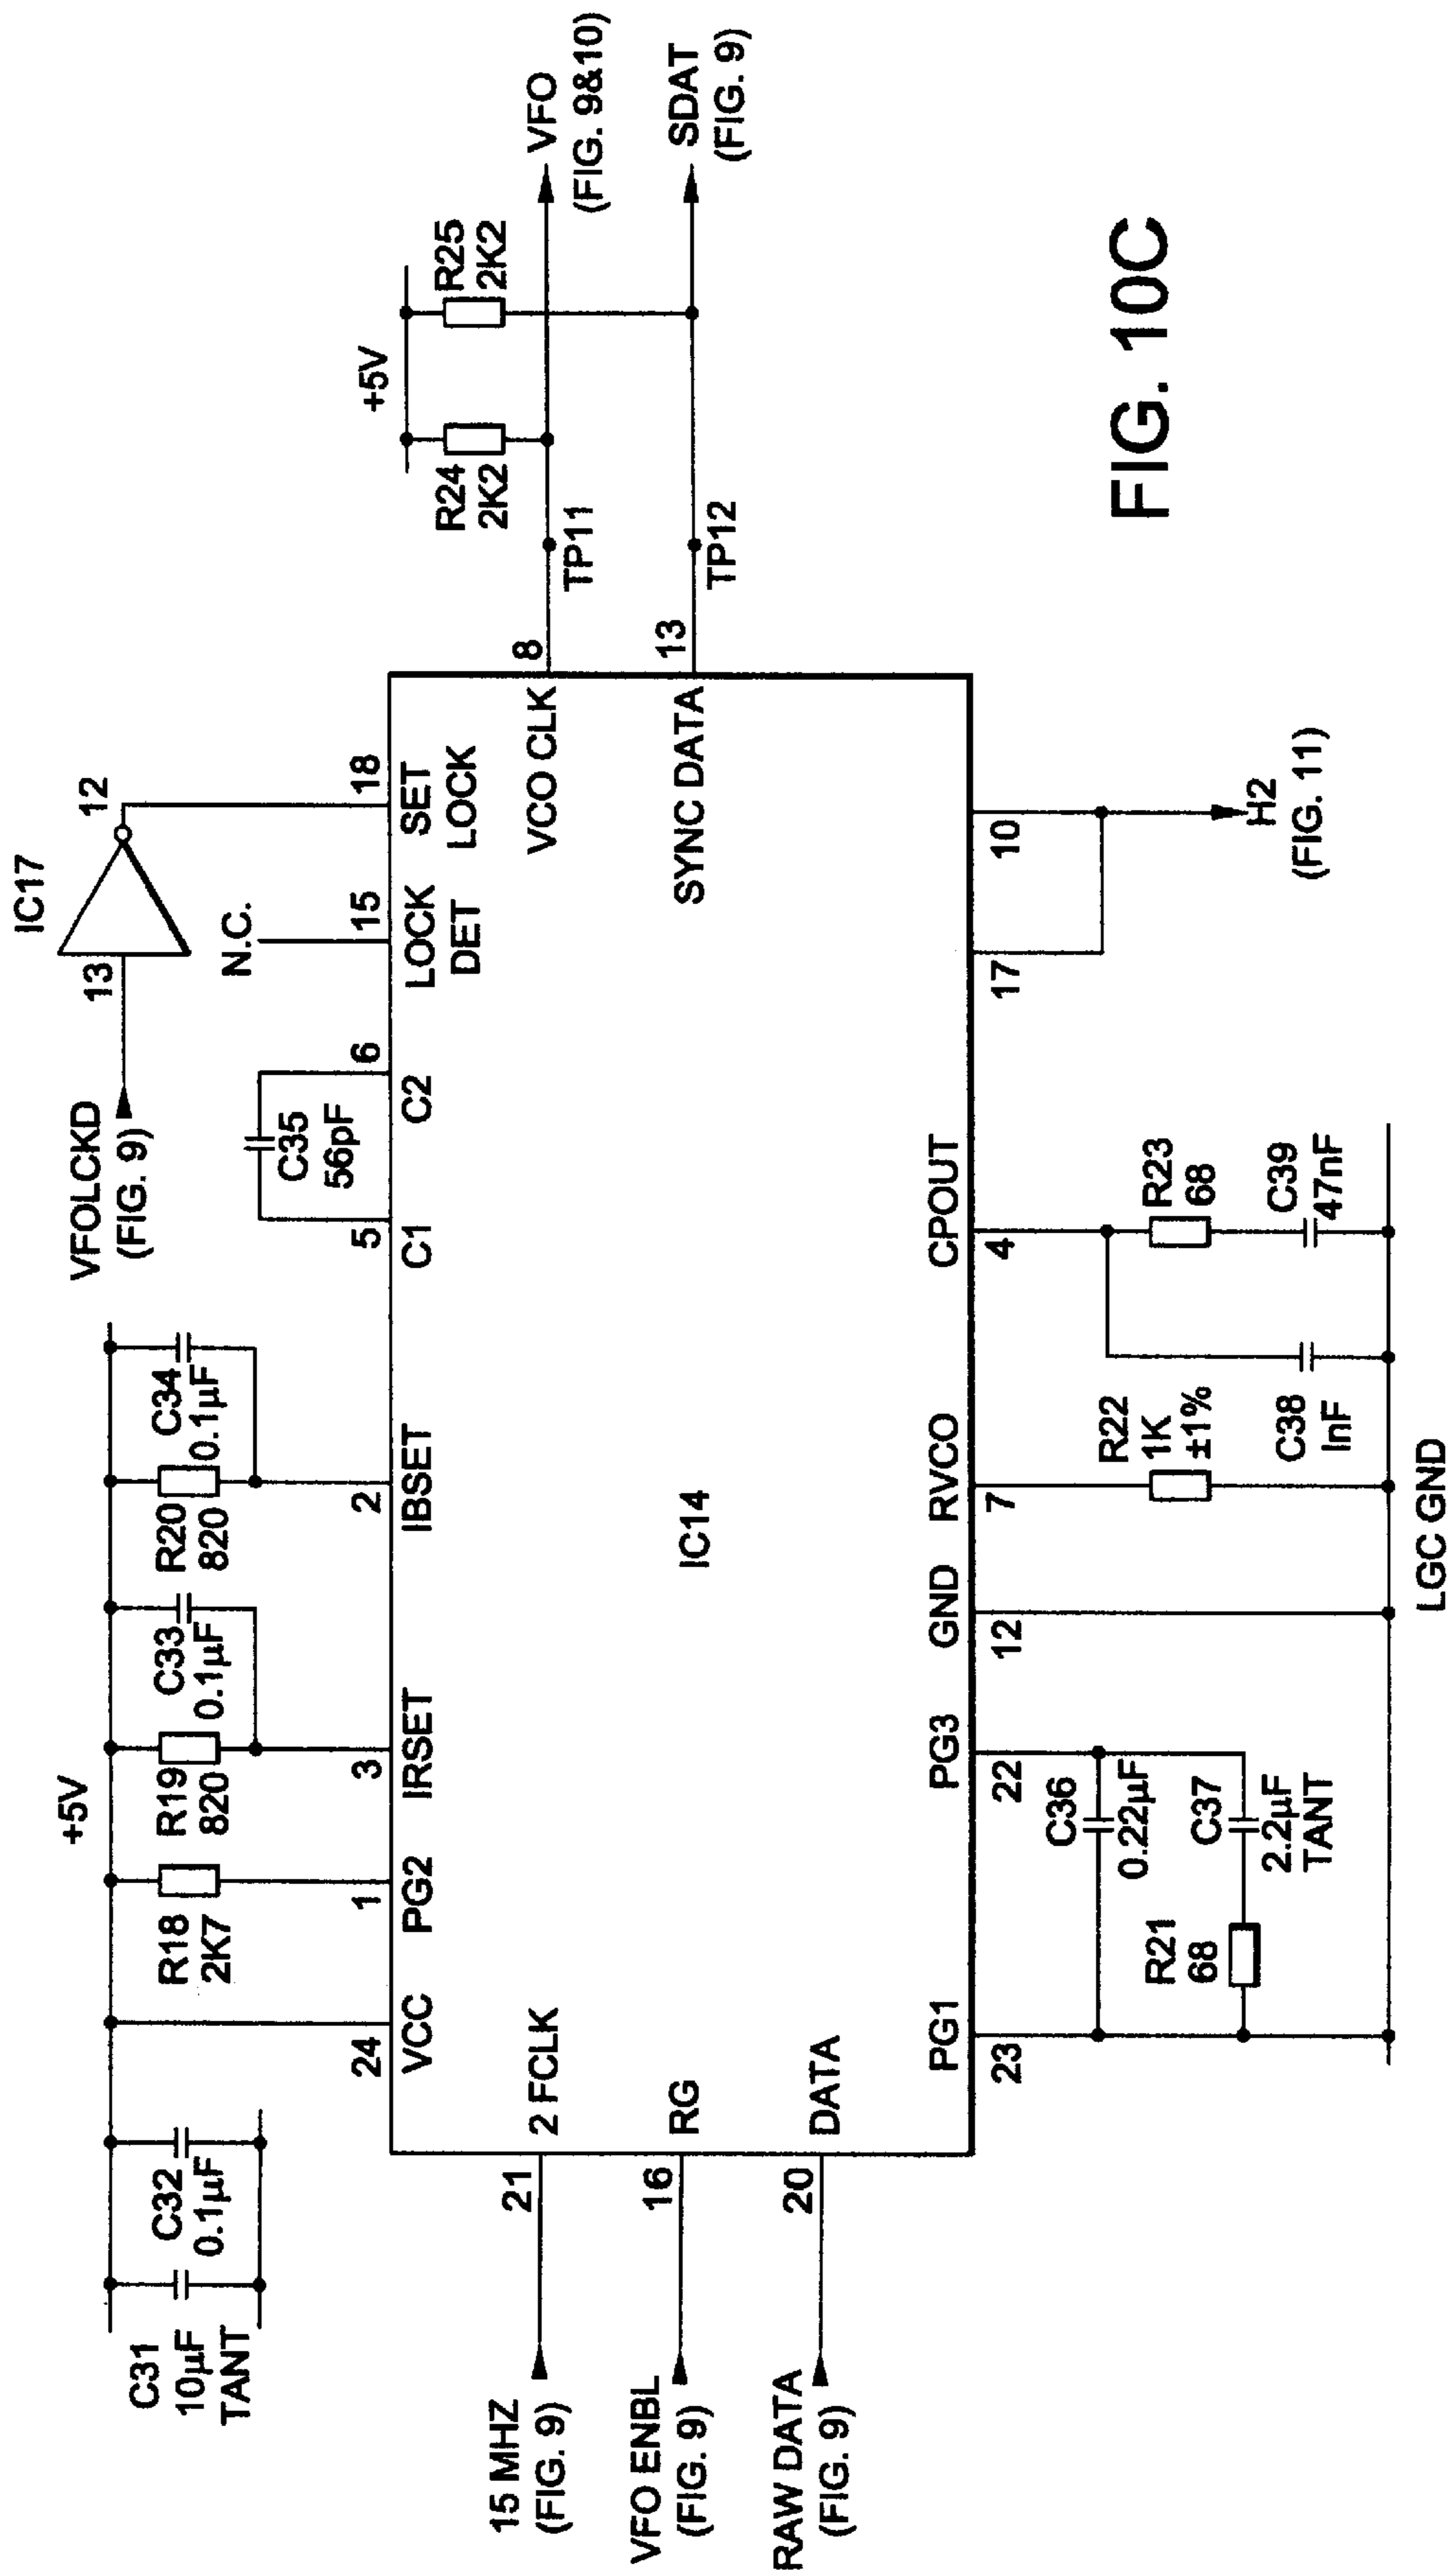 C31
10µF
TANT
C32
0.1µF
+5V
R18
2K7
R19
820
C33
0.1µF
R20
820
C34
0.1µF
VFOLCKD
(FIG. 9)
13
IC17
12
N.C.
C35
56pF
24
1
3
2
5
6
15
18
VCC
PG2
IRSET
IBSET
C1
C2
LOCK
DET
SET
LOCK
15 MHZ
(FIG. 9)
21
2 FCLK
VFO ENBL
(FIG. 9)
16
RG
RAW DATA
(FIG. 9)
20
DATA
IC14
VCO CLK
8
TP11
SYNC DATA
13
TP12
+5V
R24
2K2
R25
2K2
VFO
(FIG. 9&10)
SDAT
(FIG. 9)
PG1
PG3
GND
RVCO
CPOUT
23
22
12
7
4
17
10
C36
0.22µF
R21
68
C37
2.2µF
TANT
R22
1K
±1%
C38
InF
R23
68
C39
47nF
H2
(FIG. 11)
LGC GND
FIG. 10C